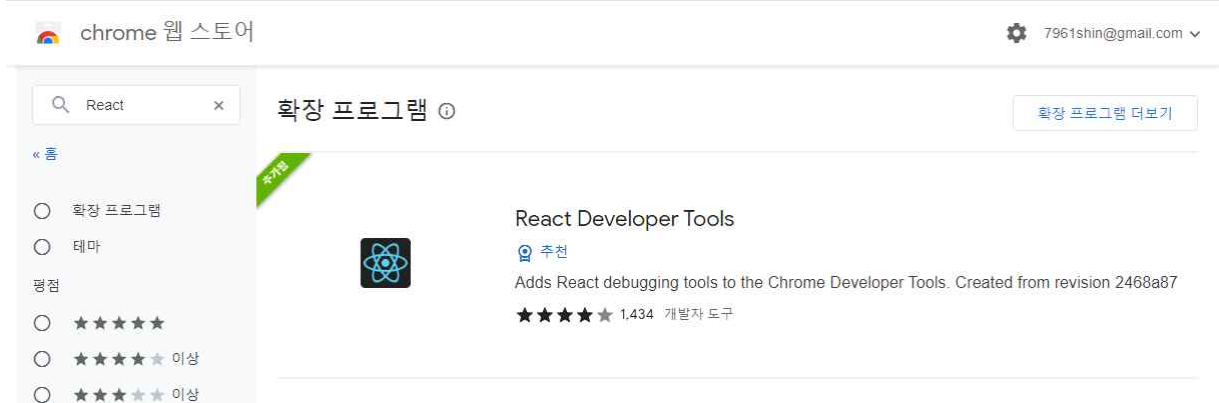 chrome 웹 스토어
7961shin@gmail.com
React
« 홈
확장 프로그램
테마
평점
이상
이상
확장 프로그램
확장 프로그램 더보기
추가됨
React Developer Tools
추천
Adds React debugging tools to the Chrome Developer Tools. Created from revision 2468a87
1,434 개발자 도구